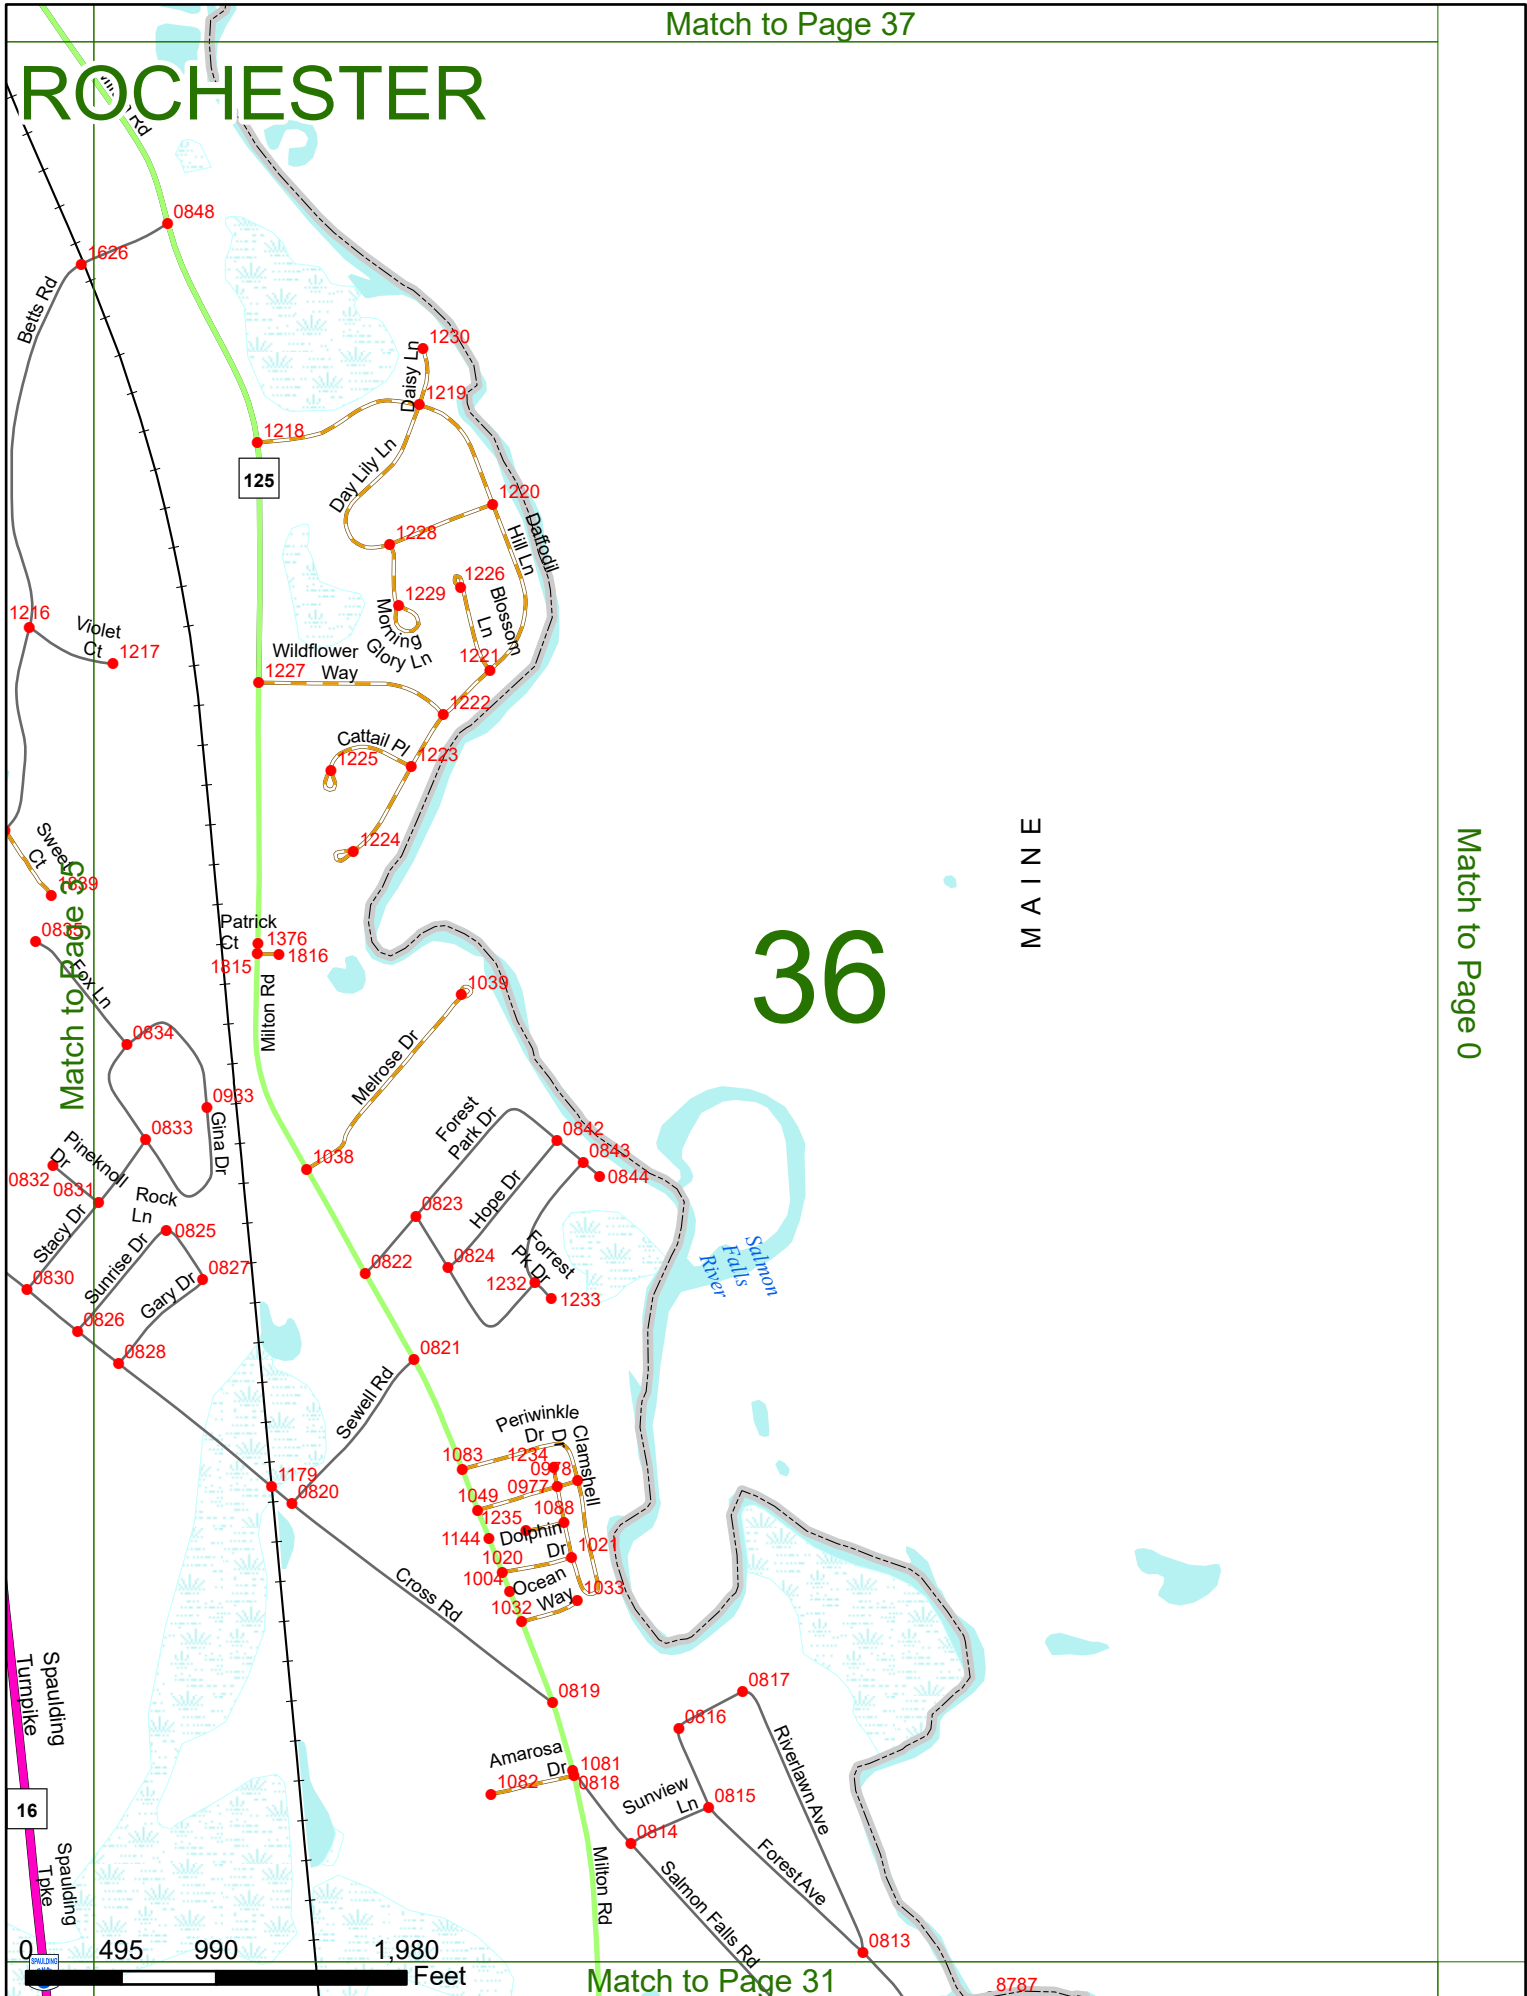 Match to Page 37
ROCHESTER
Rd
0848
1626
Betts Rd
1230
Daisy Ln
1219
1218
125
Day Lily Ln
1220
Daffodil
Hill Ln
1228
1226
1229
Blossom
Ln
Morning
Glory Ln
1216
Violet
Ct
1217
Wildflower
Way
1227
1221
1222
Cattail Pl
1223
1225
1224
Ct
Match to Page 35
0835
Fox Ln
Patrick
Ct
1376
1815
1816
Milton Rd
MAINE
36
Match to Page 0
1039
Melrose Dr
0834
0933
Gina Dr
0833
Pineknoll
Dr
0832
0831
Rock
Ln
1038
Forest
Park Dr
0842
0843
0844
Hope Dr
0823
Stacy Dr
Sunrise Dr
0825
0827
Gary Dr
0822
0824
Forrest
Pk Dr
1232
1233
Salmon
Falls
River
0830
0826
0828
0821
Sewell Rd
Periwinkle
Dr
Clamshell
Dr
1083
1234
0978
0977
1179
0820
1049
1235
1088
1144
Dolphin
Dr
1020
1021
1004
Ocean
Way
1033
1032
Cross Rd
Spaulding
Turnpike
0819
0817
0816
Riverlawn Ave
Amarosa
Dr
1081
0818
1082
Sunview
Ln
0815
0814
16
Forest Ave
Milton Rd
Salmon Falls Rd
Spaulding
Tpke
0813
0 495 990 1,980
Feet
SPAULDING
Match to Page 31
8787